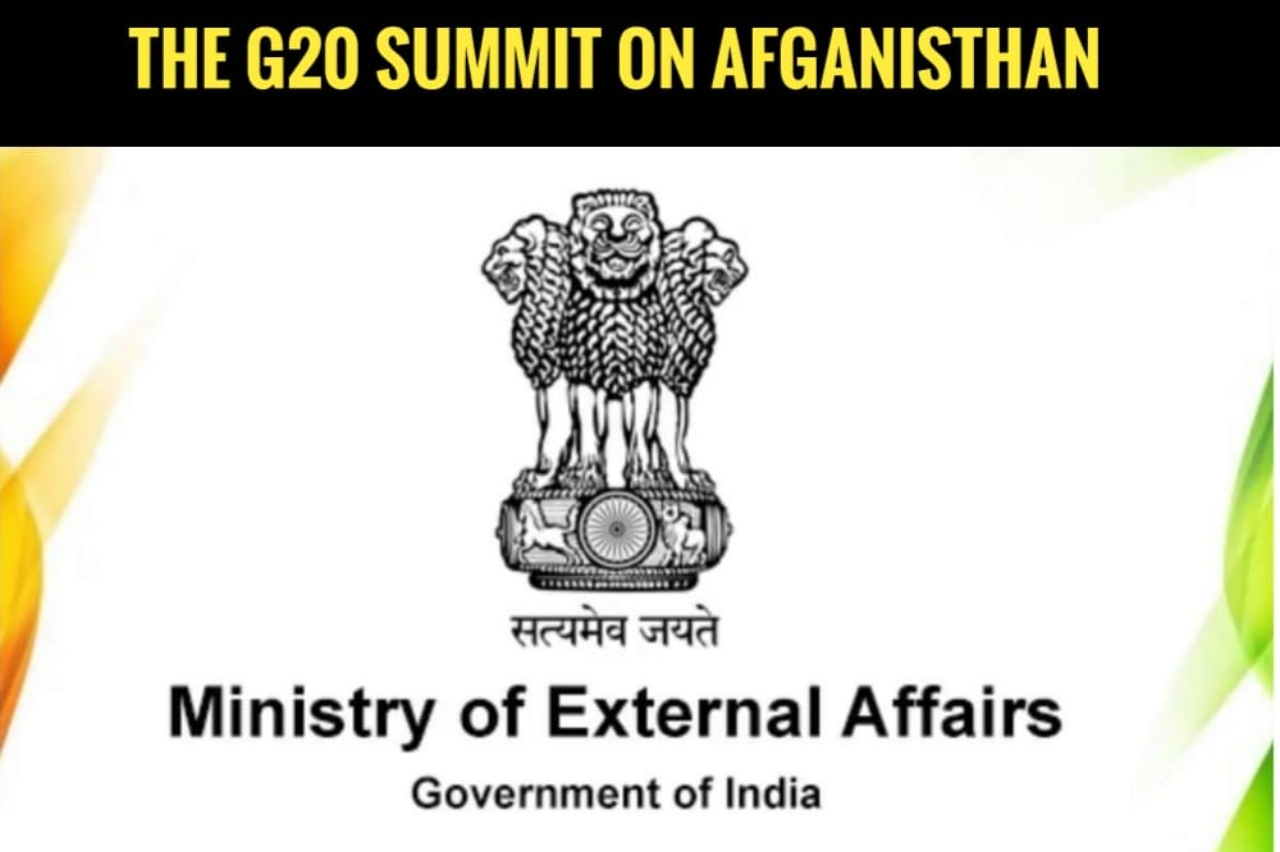 THE G20 SUMMIT ON AFGANISTHAN
सत्यमेव जयते
Ministry of External Affairs
Government of India